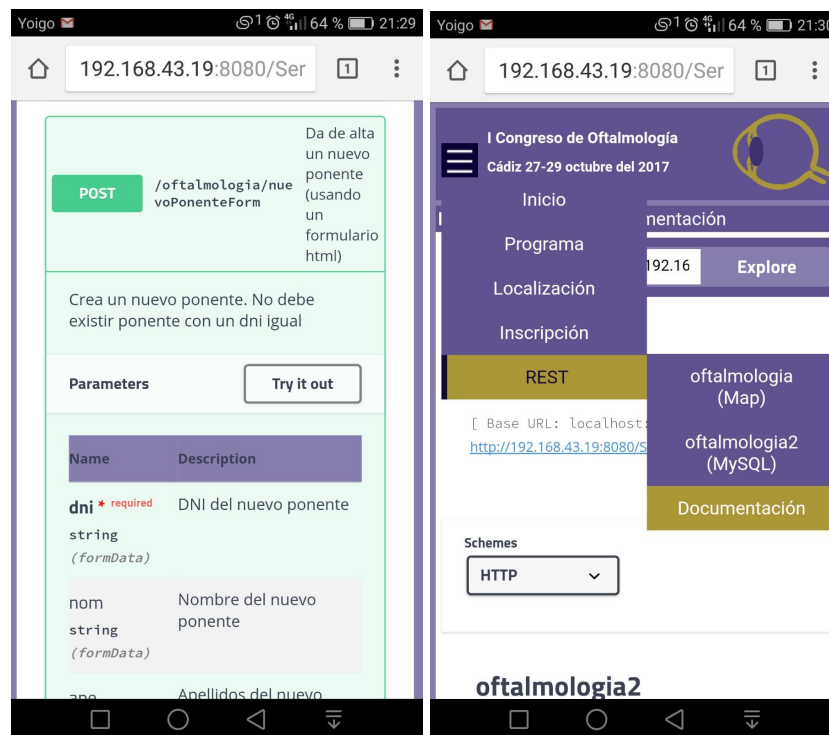 Yoigo 1 4G 64 % 21:29
192.168.43.19:8080/Ser 1
POST
/oftalmologia/nue
voPonenteForm
Da de alta
un nuevo
ponente
(usando
un
formulario
html)
Crea un nuevo ponente. No debe
existir ponente con un dni igual
Parameters Try it out
Name Description
dni * required DNI del nuevo ponente
string
(formData)
nom Nombre del nuevo
ponente
string
(formData)
ape Apellidos del nuevo
Yoigo 1 4G 64 % 21:30
192.168.43.19:8080/Ser 1
I Congreso de Oftalmología
Cádiz 27-29 octubre del 2017
Inicio
Programa
Localización
Inscripción
REST
mentación
192.16 Explore
oftalmologia
(Map)
oftalmologia2
(MySQL)
Documentación
[ Base URL: localhost:
http://192.168.43.19:8080/S
Schemes
HTTP
oftalmologia2